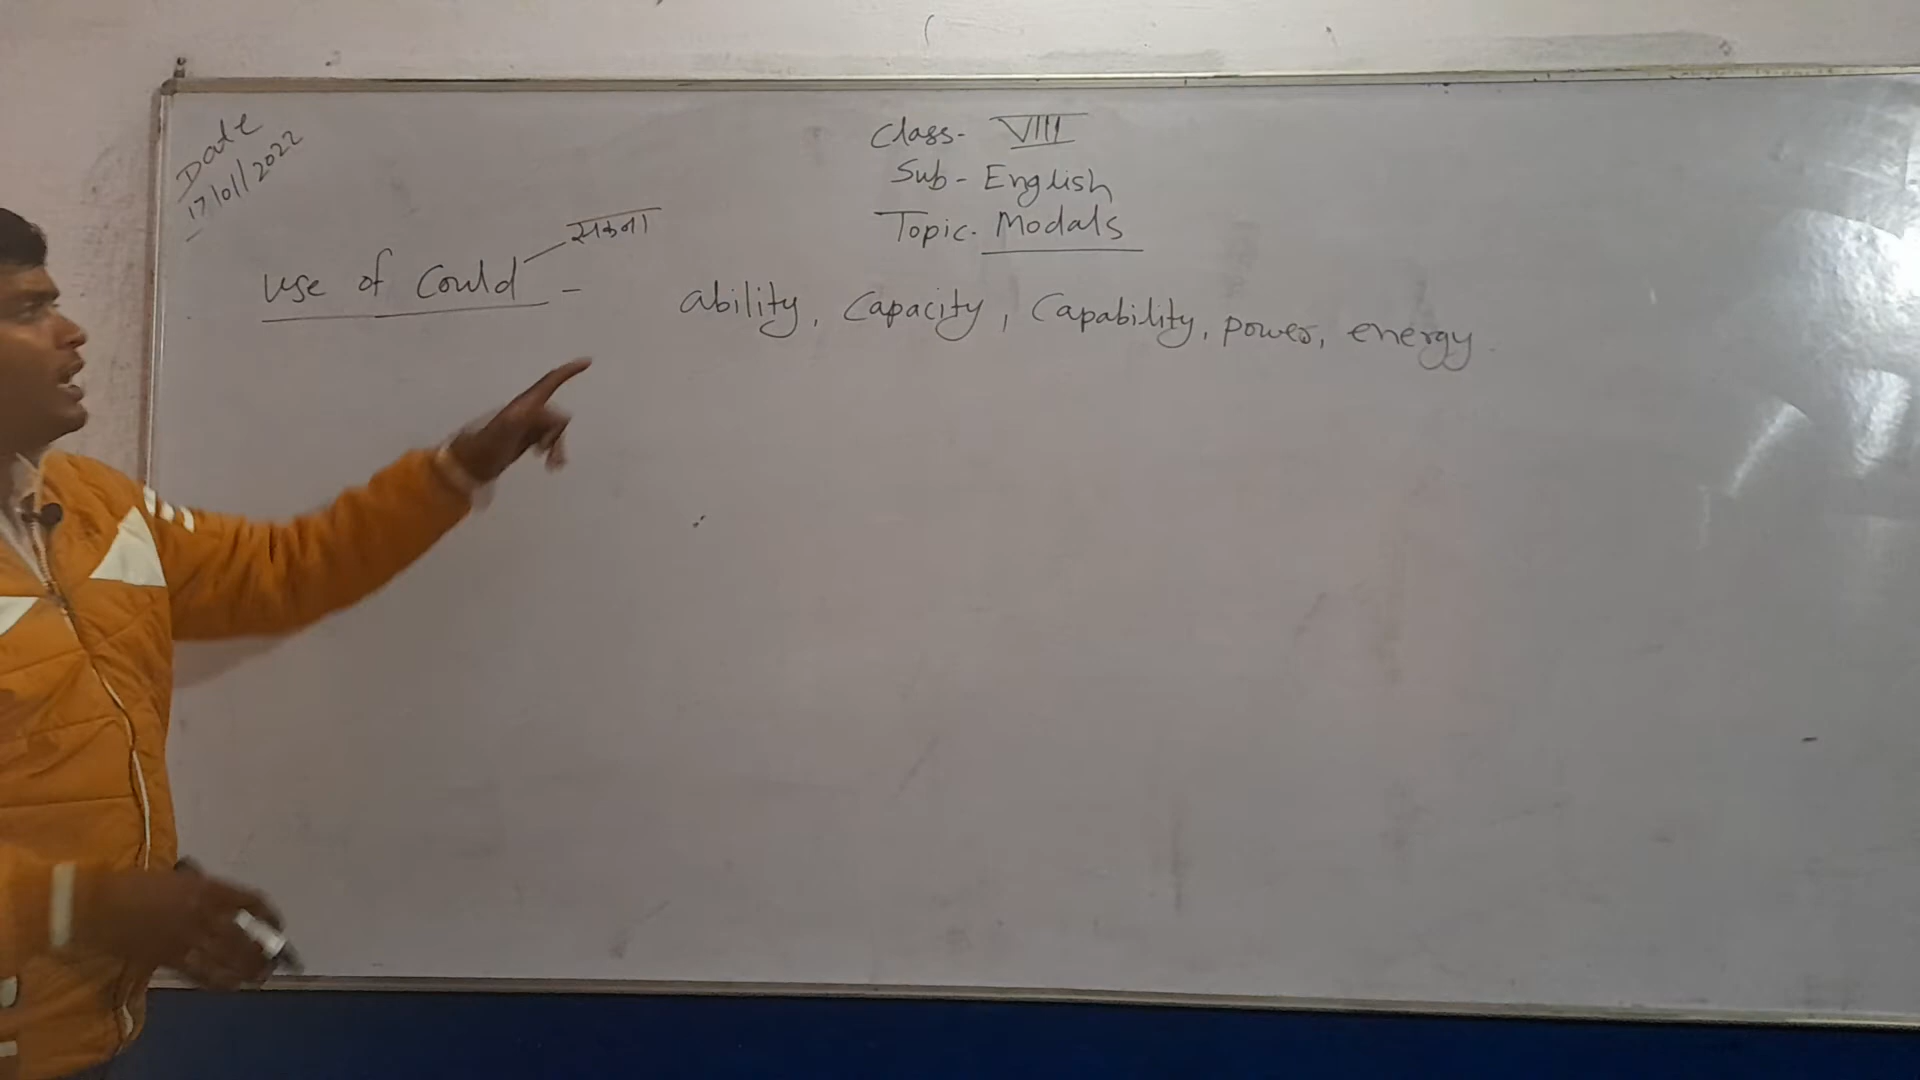 Date
17/01/2022
Class- VIII
Sub- English
Topic. Modals
सकना
use of Could -
ability, Capacity, Capability, power, energy.